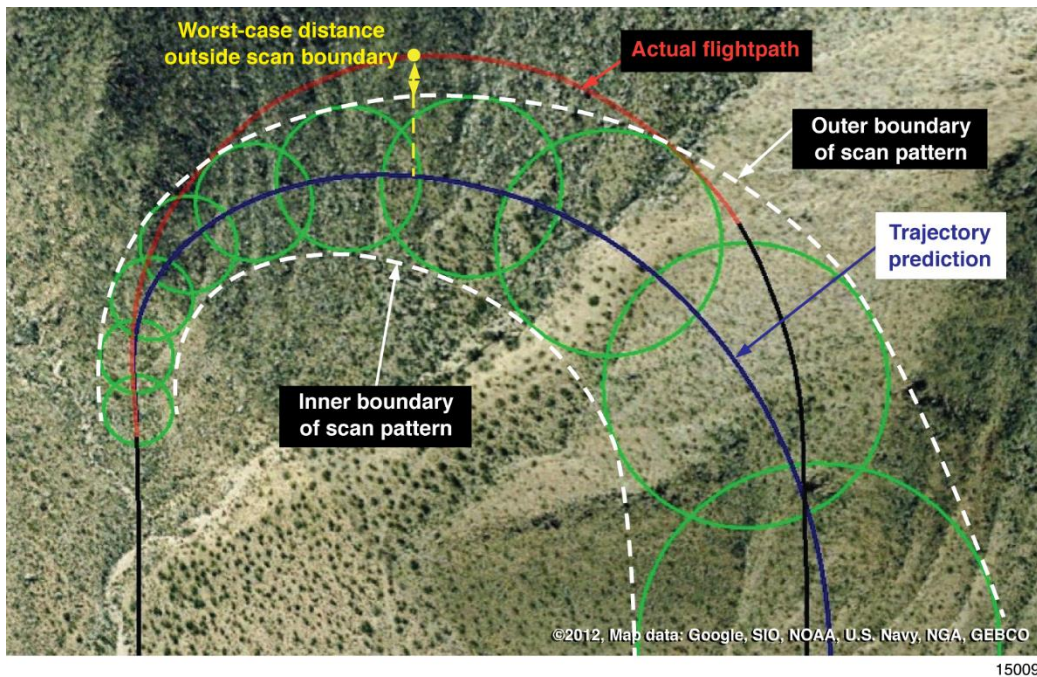 Worst-case distance
outside scan boundary
Actual flightpath
Outer boundary
of scan pattern
Trajectory
prediction
Inner boundary
of scan pattern
©2012, Map data: Google, SIO, NOAA, U.S. Navy, NGA, GEBCO
15009